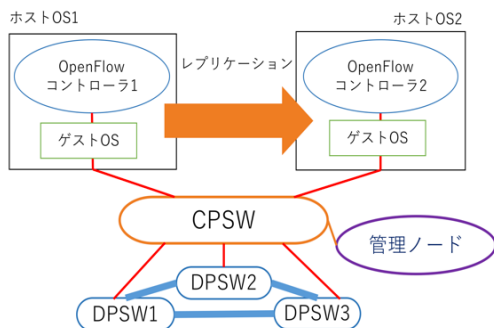 ホストOS1
ホストOS2
OpenFlow
コントローラ1
レプリケーション
OpenFlow
コントローラ2
ゲストOS
ゲストOS
CPSW
管理ノード
DPSW2
DPSW1
DPSW3